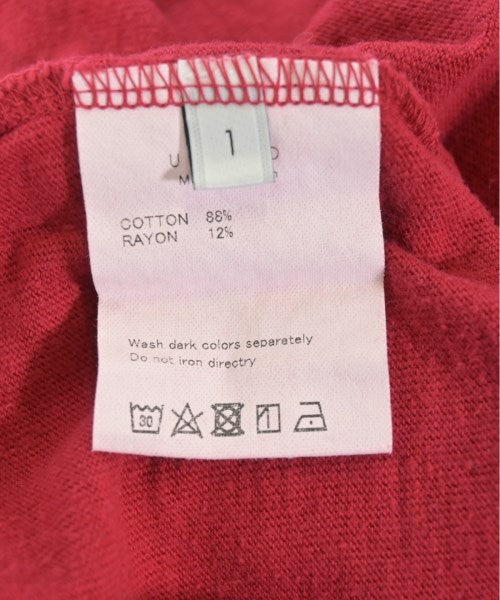 1
COTTON 88%
RAYON 12%
Wash dark colors separately
Do not iron directry
30